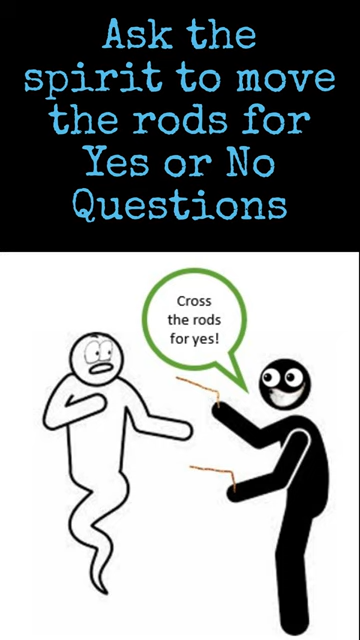 Ask the
spirit to move
the rods for
Yes or No
Questions
Cross
the rods
for yes!